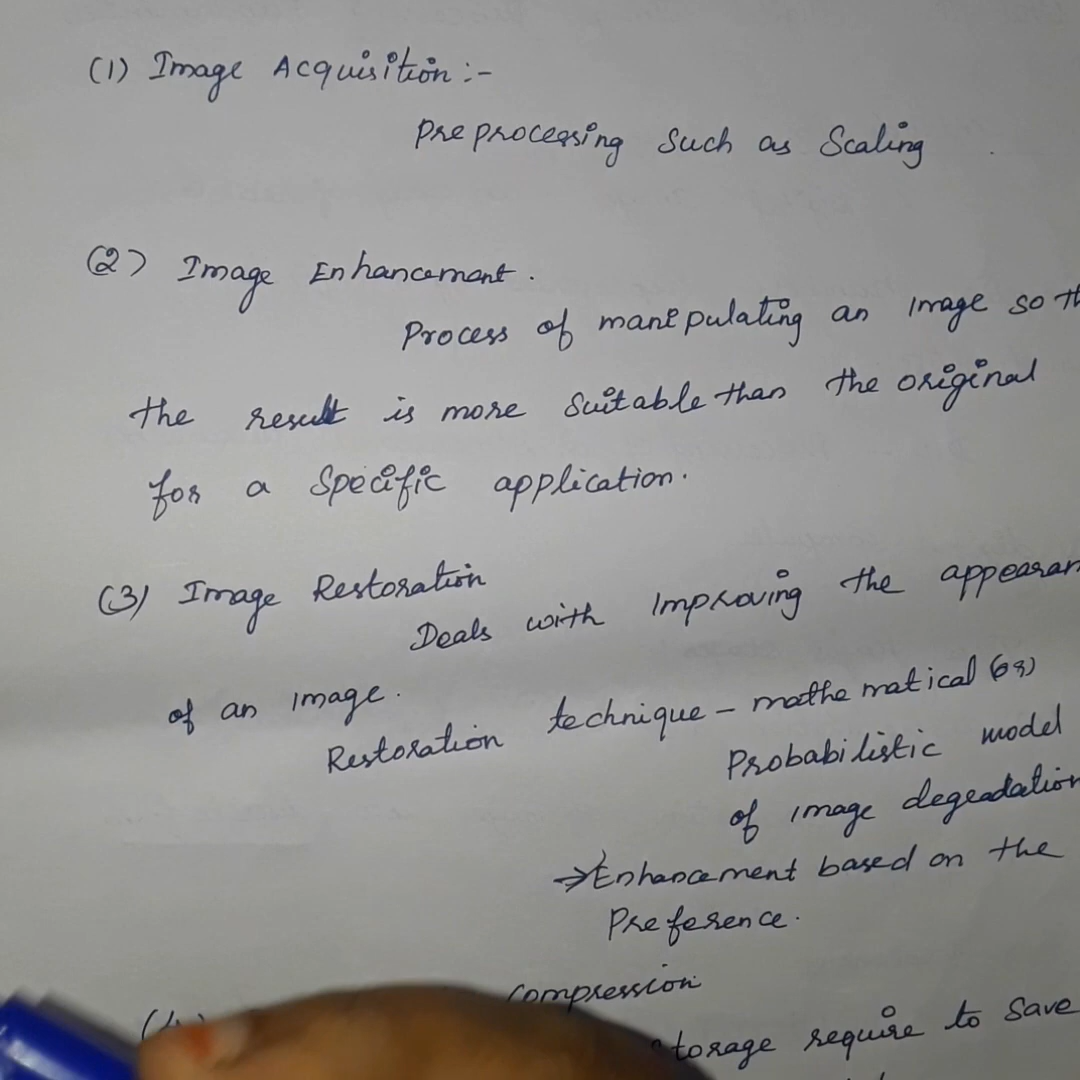 (1) Image Acquisition :-
Preprocessing Such as Scaling
(2) Image Enhancement.
Process of manipulating an image so th
the result is more suitable than the original
for a Specific application.
(3) Image Restoration
Deals with improving the appearan
of an image.
Restoration technique - mathematical (or)
Probabilistic model
of image degradation
→ Enhancement based on the
Preference.
compression
torage require to save